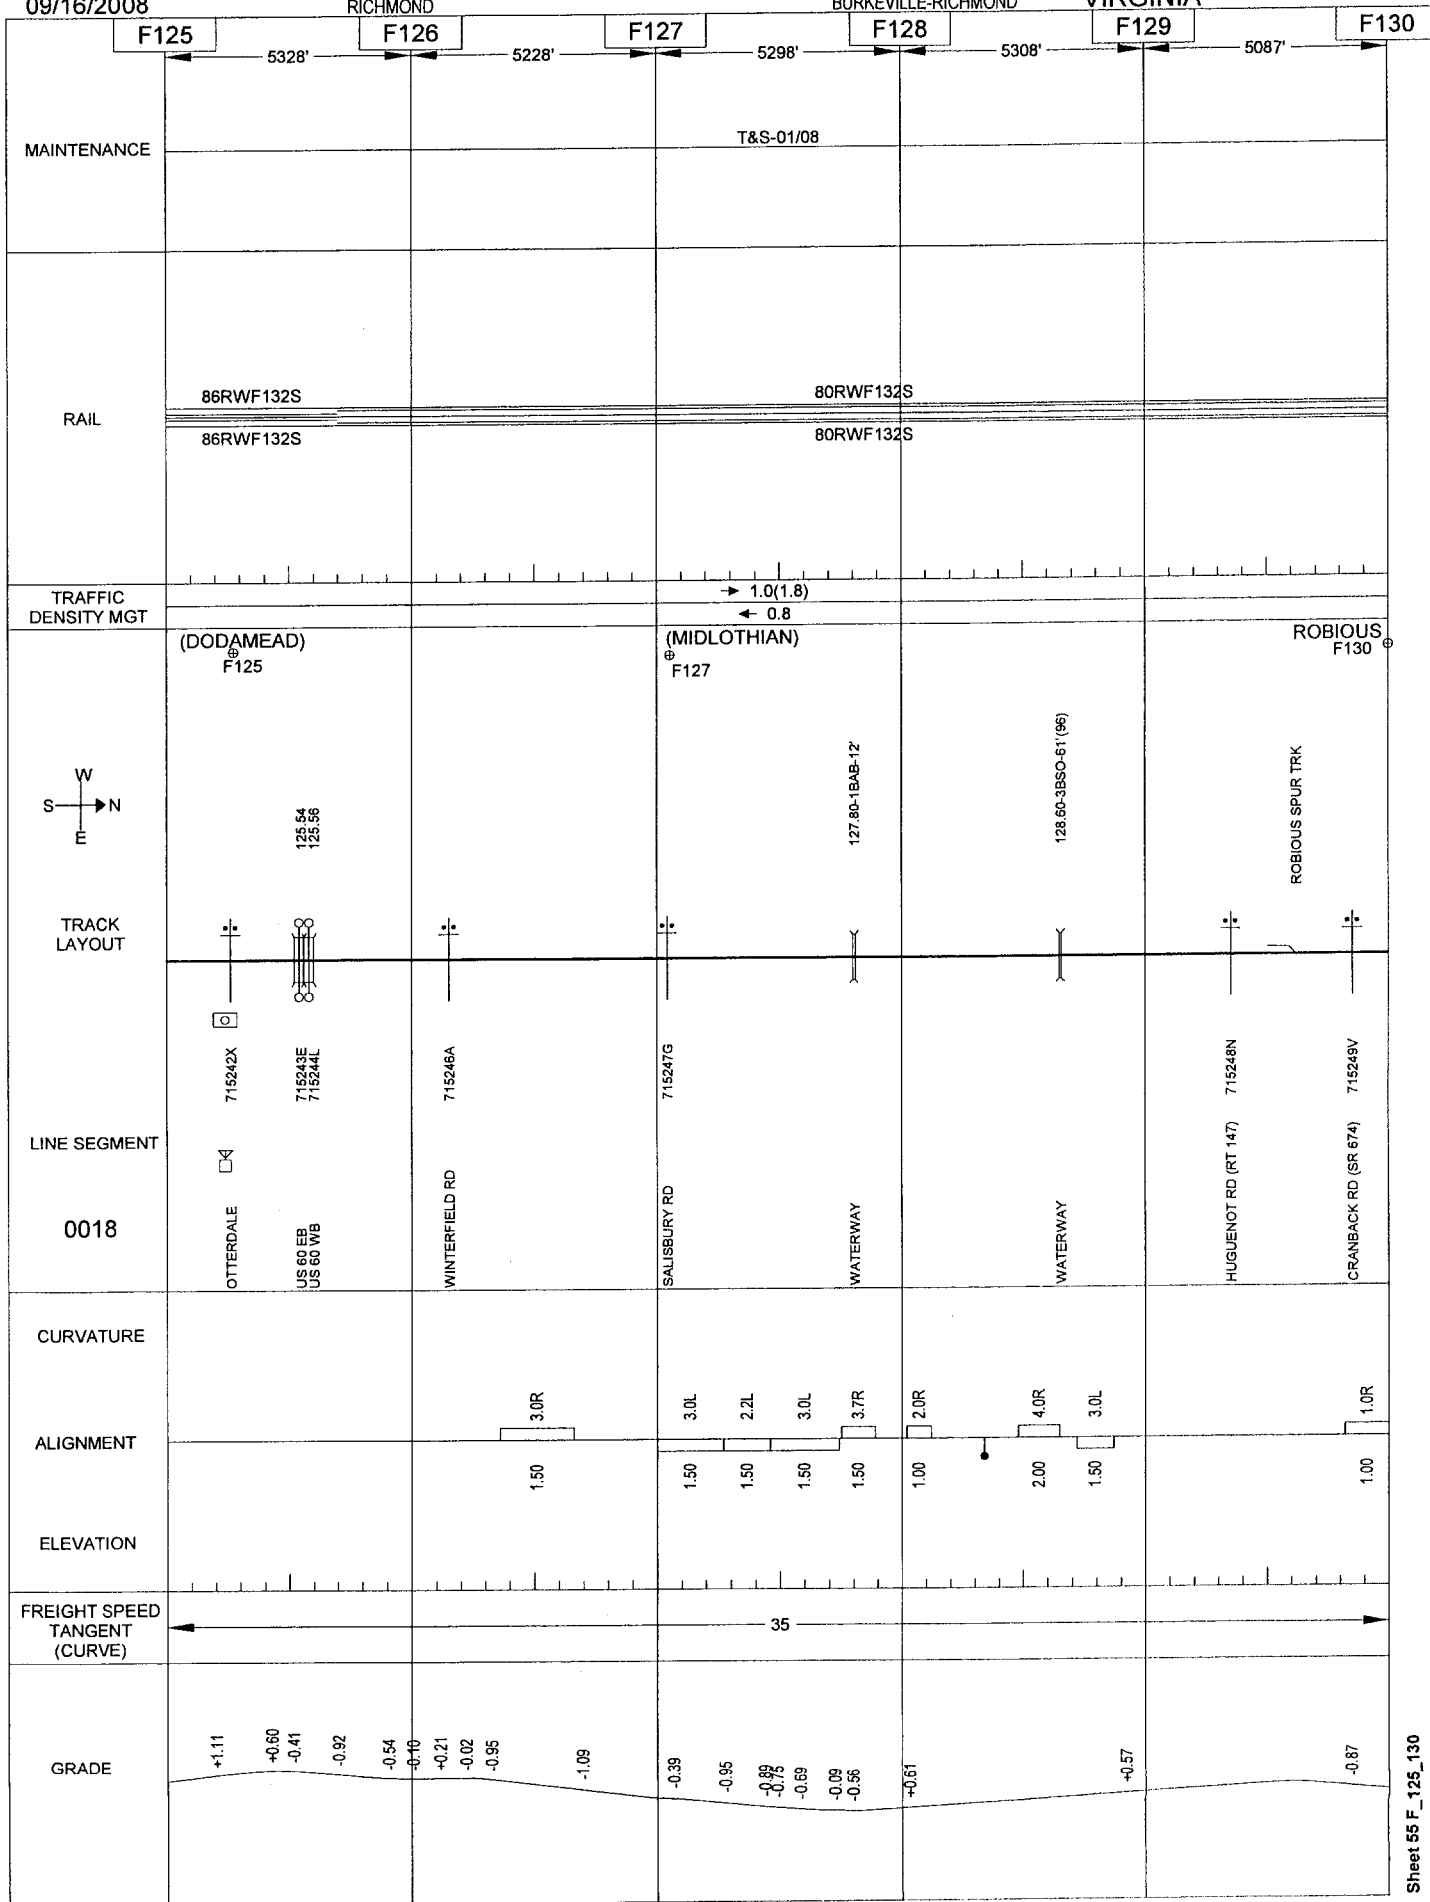 09/16/2008 RICHMOND BURKEVILLE-RICHMOND VIRGINIA
F125 F126 F127 F128 F129 F130
5328' 5228' 5298' 5308' 5087'
MAINTENANCE
T&S-01/08
RAIL
86RWF132S 80RWF132S
86RWF132S 80RWF132S
TRAFFIC
DENSITY MGT
1.0(1.8)
0.8
(DODAMEAD)
F125
(MIDLOTHIAN)
F127
ROBIOUS
F130
W
S N
E
125.54
125.56
127.80-1BAB-12'
128.60-3BSO-61'(96)
ROBIOUS SPUR TRK
TRACK
LAYOUT
715242X
715243E
715244L
715246A
715247G
715248N
715249V
LINE SEGMENT
0018
OTTERDALE
US 60 EB
US 60 WB
WINTERFIELD RD
SALISBURY RD
WATERWAY
WATERWAY
HUGUENOT RD (RT 147)
CRANBACK RD (SR 674)
CURVATURE
3.0R 3.0L 2.2L 3.0L 3.7R 2.0R 4.0R 3.0L 1.0R
ALIGNMENT
1.50 1.50 1.50 1.50 1.50 1.00 2.00 1.50 1.00
ELEVATION
FREIGHT SPEED
TANGENT
(CURVE)
35
GRADE
+1.11 +0.60 -0.41 -0.92 -0.54 -0.10 +0.21 -0.02 -0.95 -1.09 -0.39 -0.95 -0.89 -0.75 -0.69 -0.09 -0.56 +0.61 +0.57 -0.87
Sheet 55 F_125_130